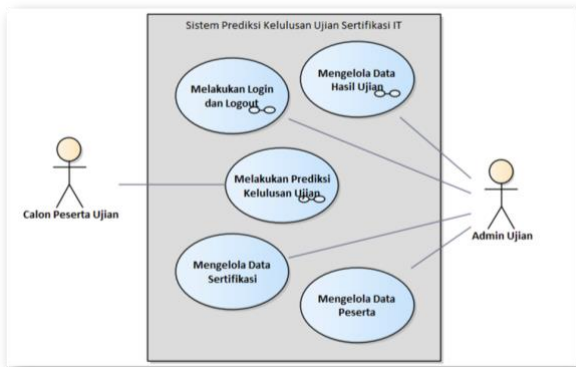 Sistem Prediksi Kelulusan Ujian Sertifikasi IT
Mengelola Data
Hasil Ujian
Melakukan Login
dan Logout
Melakukan Prediksi
Kelulusan Ujian
Calon Peserta Ujian
Admin Ujian
Mengelola Data
Sertifikasi
Mengelola Data
Peserta